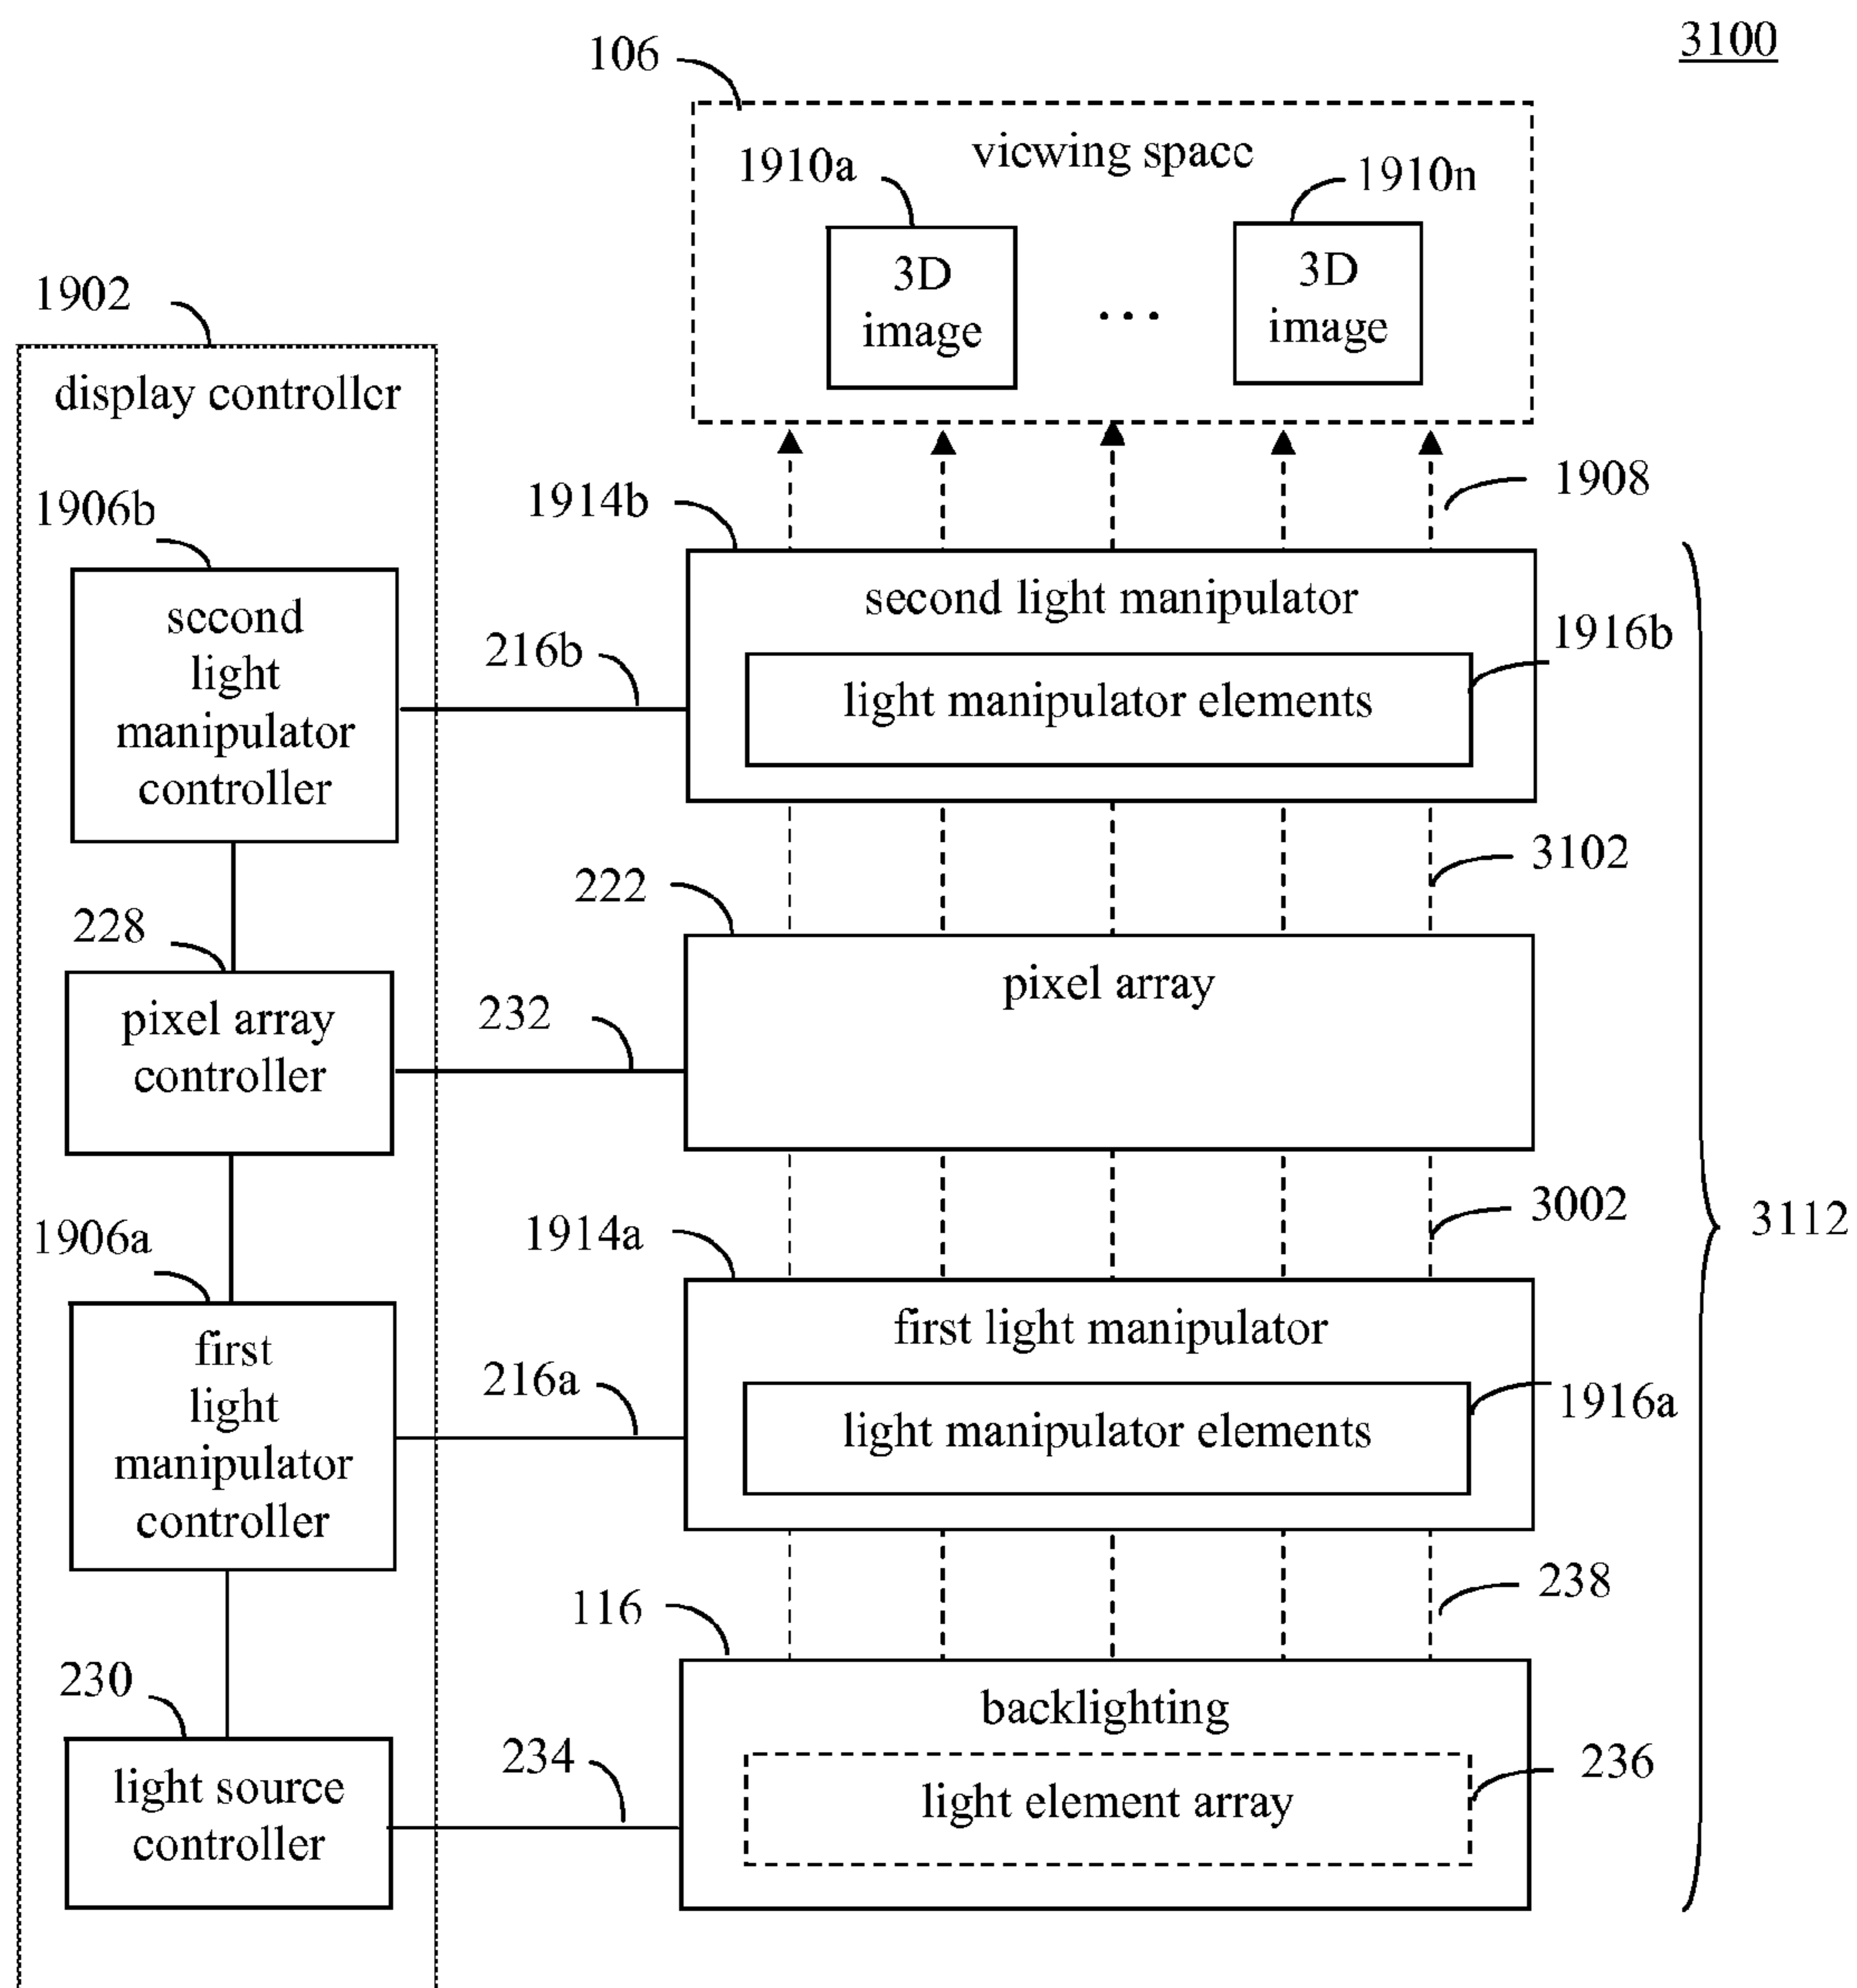 3100
106
viewing space
1910a
1910n
3D
image
...
3D
image
1902
display controller
1908
1906b
1914b
second
light
manipulator
controller
216b
second light manipulator
1916b
light manipulator elements
3102
222
228
pixel array
controller
232
pixel array
3002
3112
1906a
1914a
first
light
manipulator
controller
216a
first light manipulator
1916a
light manipulator elements
238
116
230
light source
controller
234
backlighting
236
light element array